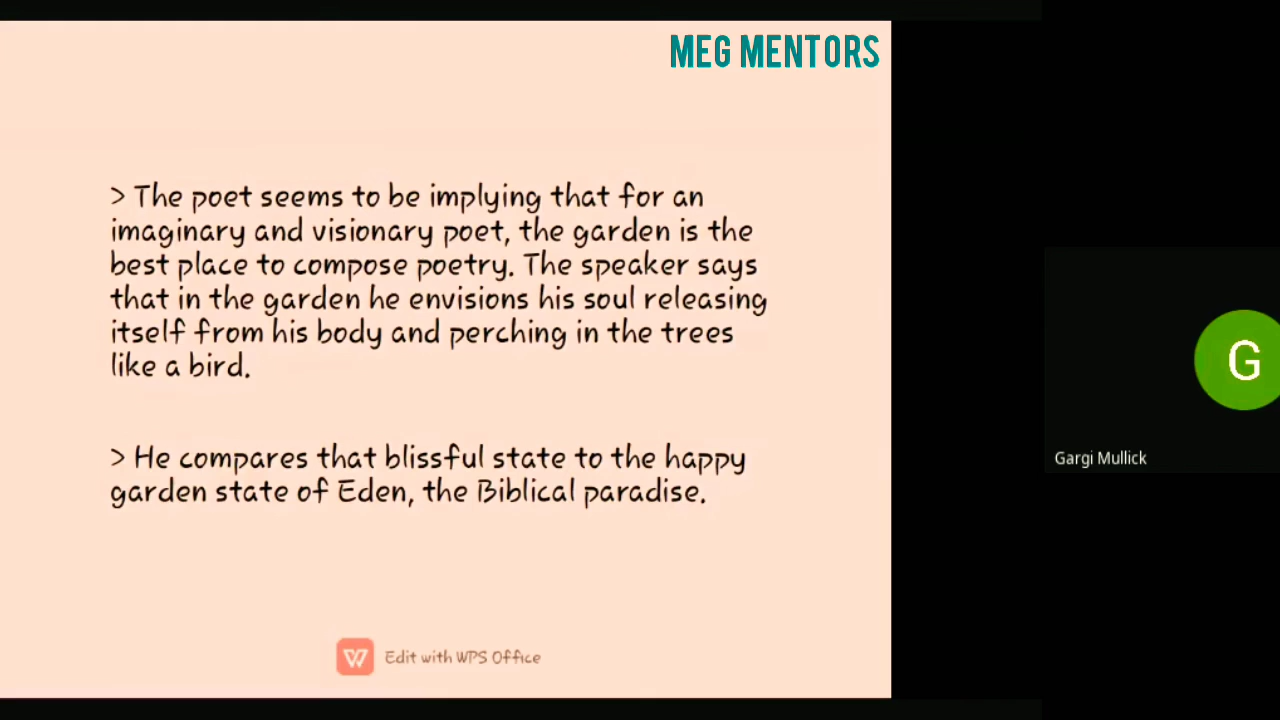 MEG MENTORS
> The poet seems to be implying that for an
imaginary and visionary poet, the garden is the
best place to compose poetry. The speaker says
that in the garden he envisions his soul releasing
itself from his body and perching in the trees
like a bird.
> He compares that blissful state to the happy
garden state of Eden, the Biblical paradise.
W Edit with WPS Office
G
Gargi Mullick